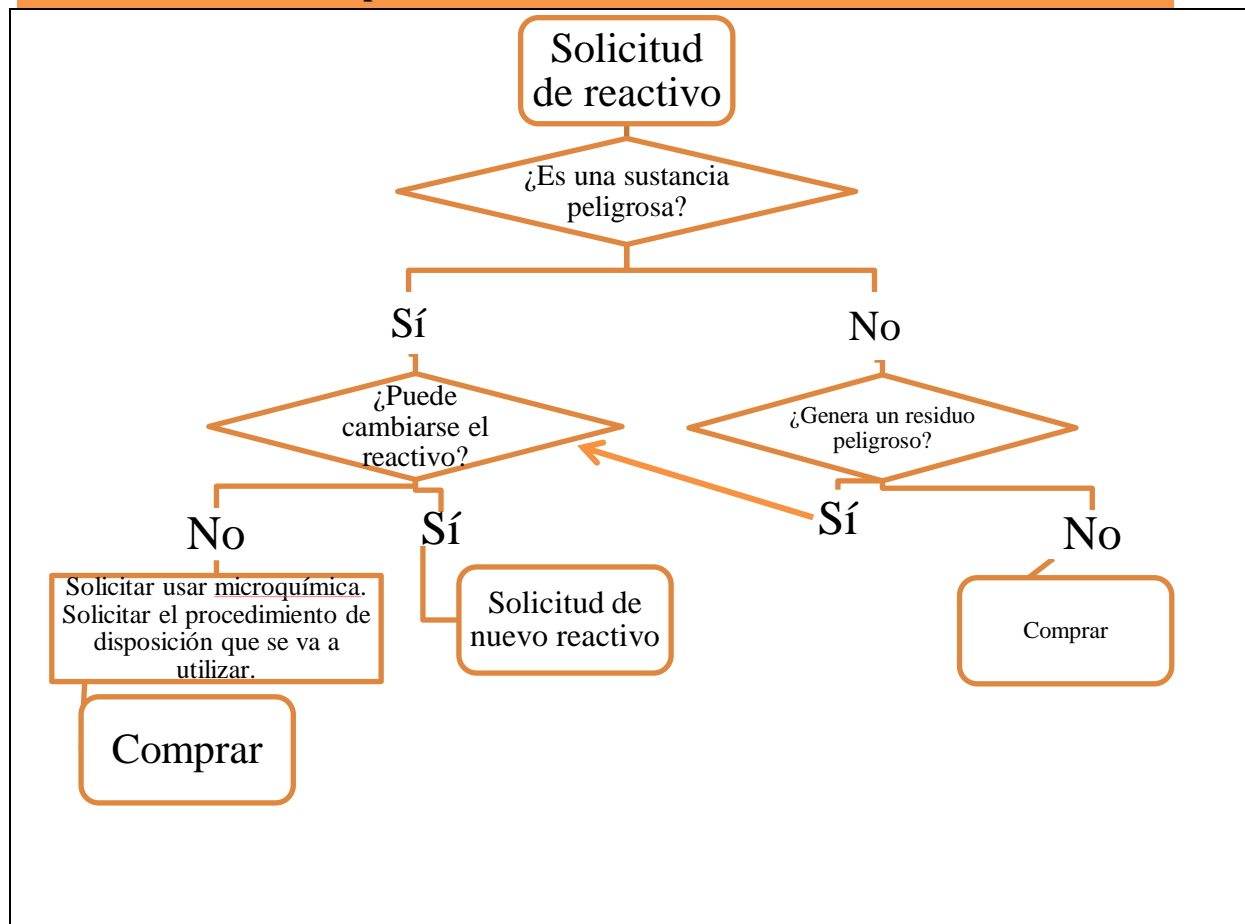 Solicitud
de reactivo
¿Es una sustancia
peligrosa?
Sí
No
¿Puede
cambiarse el
reactivo?
¿Genera un residuo
peligroso?
No
Sí
Sí
No
Solicitar usar microquímica.
Solicitar el procedimiento de
disposición que se va a
utilizar.
Solicitud de
nuevo reactivo
Comprar
Comprar